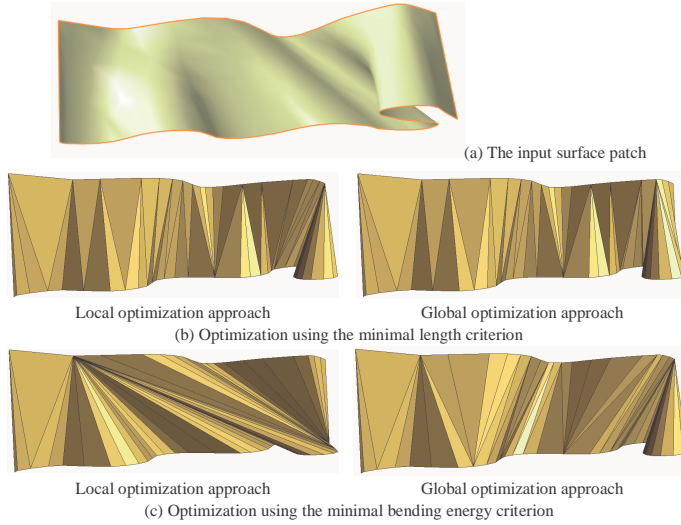 (a) The input surface patch
Local optimization approach
Global optimization approach
(b) Optimization using the minimal length criterion
Local optimization approach
Global optimization approach
(c) Optimization using the minimal bending energy criterion